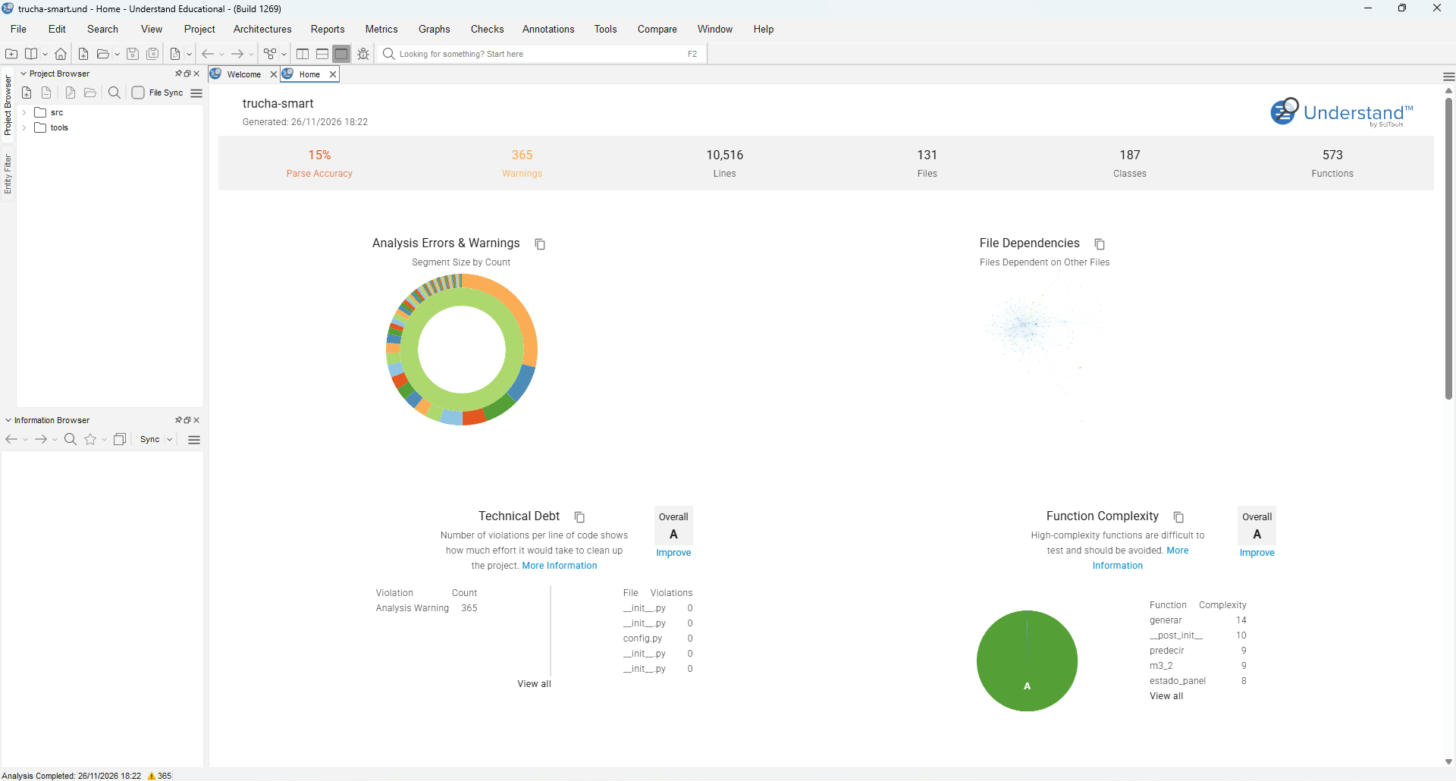 trucha-smart.und - Home - Understand Educational - (Build 1269)
File Edit Search View Project Architectures Reports Metrics Graphs Checks Annotations Tools Compare Window Help
Looking for something? Start here F2
Project Browser
Entity Filter
Project Browser
File Sync
src
tools
Information Browser
Sync
Welcome Home
trucha-smart
Generated: 26/11/2026 18:22
Understand™
by SciTools
15% 365 10,516 131 187 573
Parse Accuracy Warnings Lines Files Classes Functions
Analysis Errors & Warnings
Segment Size by Count
File Dependencies
Files Dependent on Other Files
Technical Debt
Number of violations per line of code shows
how much effort it would take to clean up
the project. More Information
Overall
A
Improve
Violation Count
Analysis Warning 365
File Violations
__init__.py 0
__init__.py 0
config.py 0
__init__.py 0
__init__.py 0
View all
Function Complexity
High-complexity functions are difficult to
test and should be avoided. More
Information
Overall
A
Improve
A
Function Complexity
generar 14
__post_init__ 10
predecir 9
m3_2 9
estado_panel 8
View all
Analysis Completed: 26/11/2026 18:22 365